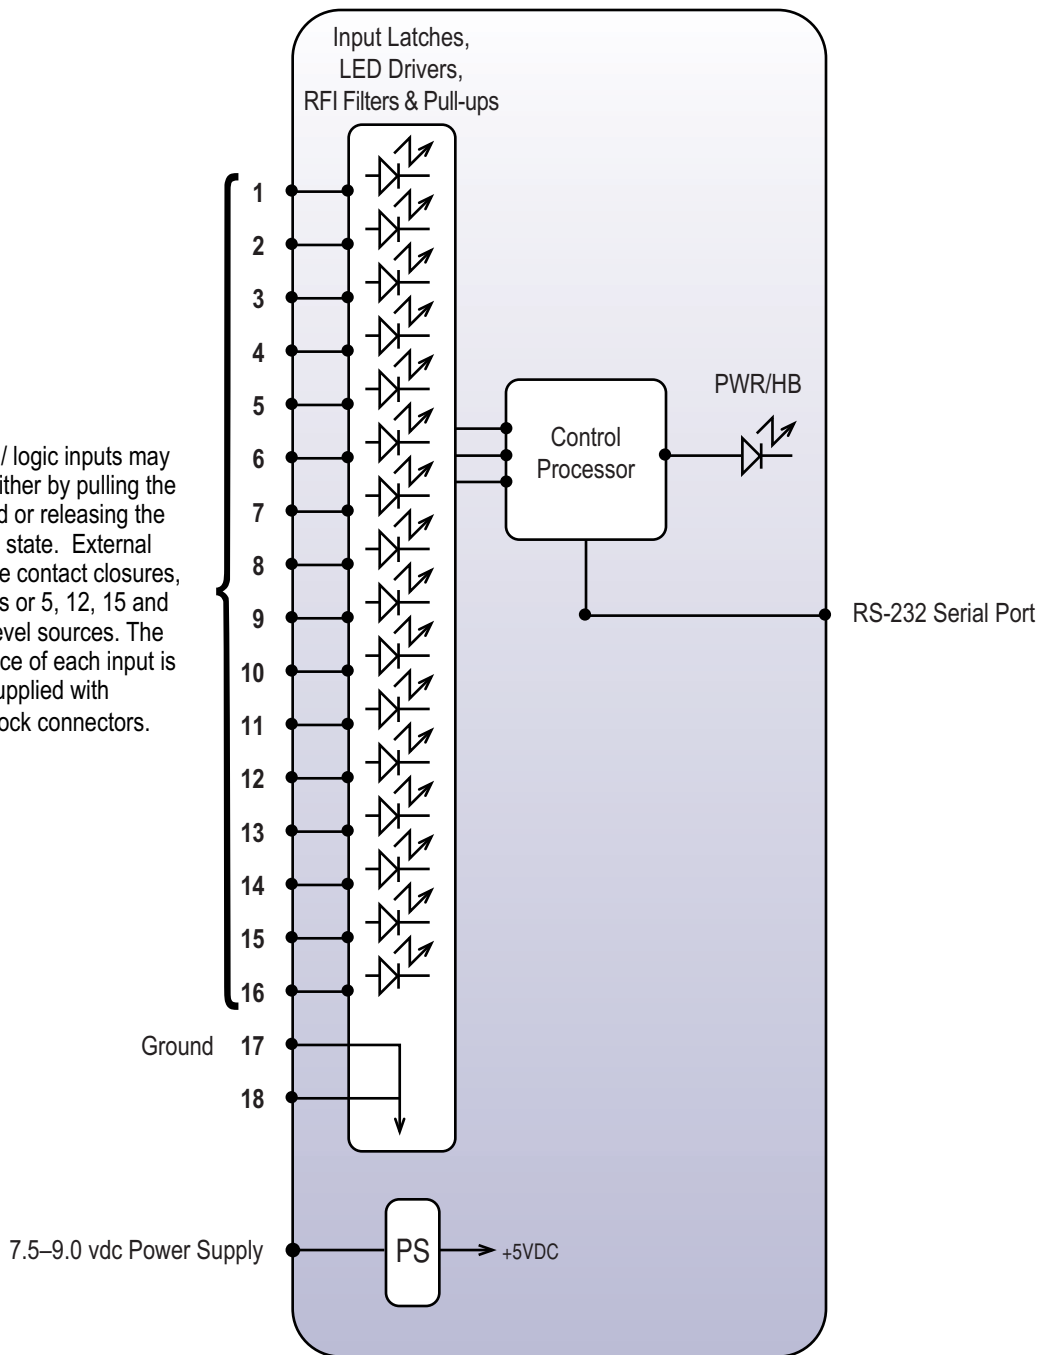 Input Latches,
LED Drivers,
RFI Filters & Pull-ups
1
2
3
4
5
6
7
8
9
10
11
12
13
14
15
16
/ logic inputs may
ither by pulling the
d or releasing the
state. External
e contact closures,
s or 5, 12, 15 and
evel sources. The
ce of each input is
upplied with
ock connectors.
Control
Processor
PWR/HB
RS-232 Serial Port
Ground 17
18
7.5–9.0 vdc Power Supply
PS
+5VDC